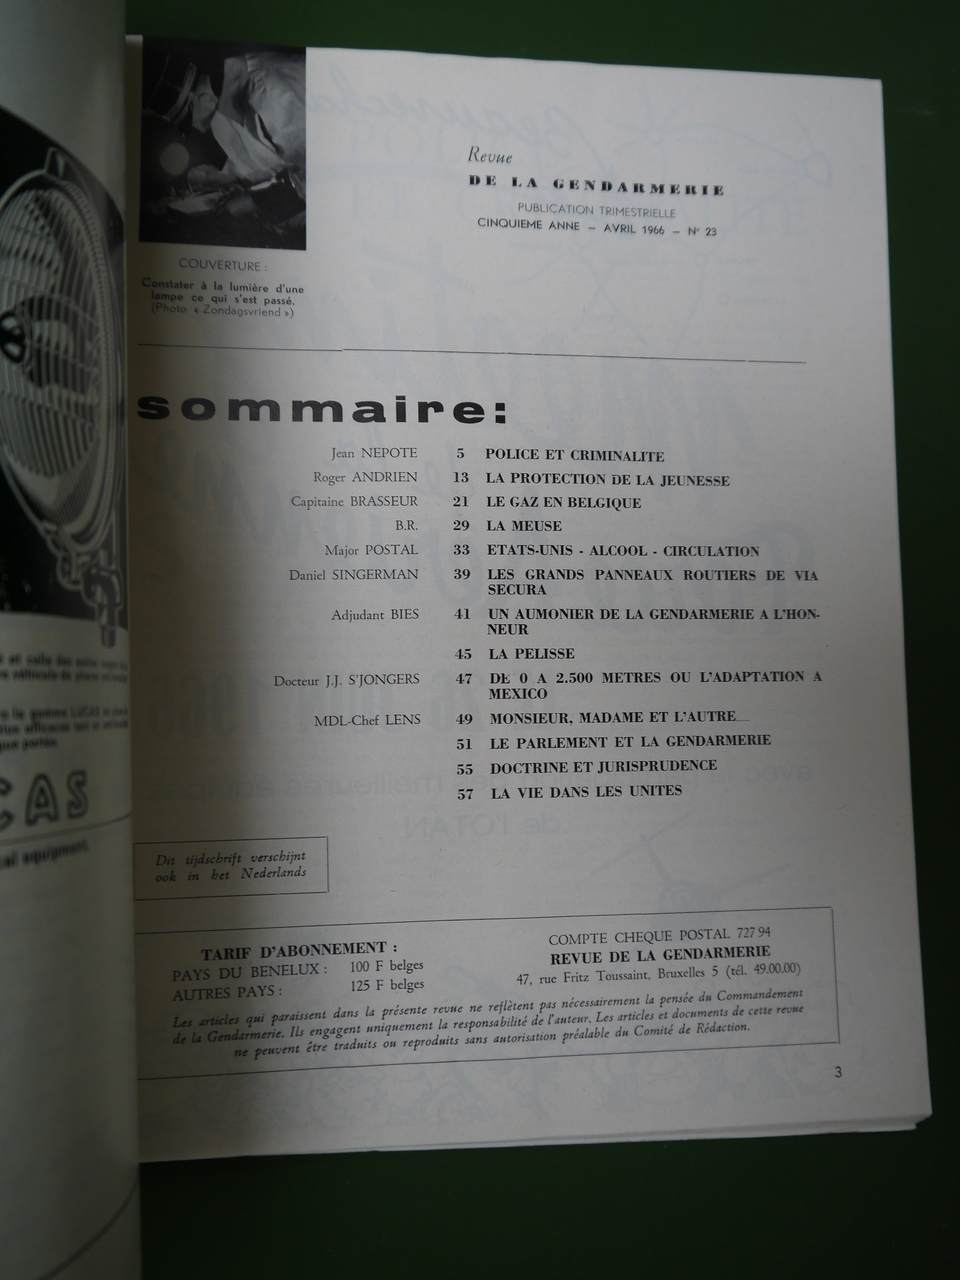 Revue
DE LA GENDARMERIE
PUBLICATION TRIMESTRIELLE
CINQUIEME ANNE – AVRIL 1966 – N° 23
COUVERTURE :
Constater à la lumière d'une
lampe ce qui s'est passé.
(Photo « Zondagsvriend »)
sommaire:
Jean NEPOTE 5 POLICE ET CRIMINALITE
Roger ANDRIEN 13 LA PROTECTION DE LA JEUNESSE
Capitaine BRASSEUR 21 LE GAZ EN BELGIQUE
B.R. 29 LA MEUSE
Major POSTAL 33 ETATS-UNIS - ALCOOL - CIRCULATION
Daniel SINGERMAN 39 LES GRANDS PANNEAUX ROUTIERS DE VIA
SECURA
Adjudant BIES 41 UN AUMONIER DE LA GENDARMERIE A L'HON-
NEUR
45 LA PELISSE
Docteur J.J. S'JONGERS 47 DE 0 A 2.500 METRES OU L'ADAPTATION A
MEXICO
MDL-Chef LENS 49 MONSIEUR, MADAME ET L'AUTRE
51 LE PARLEMENT ET LA GENDARMERIE
55 DOCTRINE ET JURISPRUDENCE
57 LA VIE DANS LES UNITES
Dit tijdschrift verschijnt
ook in het Nederlands
TARIF D'ABONNEMENT :
PAYS DU BENELUX : 100 F belges
AUTRES PAYS : 125 F belges
COMPTE CHEQUE POSTAL 727 94
REVUE DE LA GENDARMERIE
47, rue Fritz Toussaint, Bruxelles 5 (tél. 49.00.00)
Les articles qui paraissent dans la présente revue ne reflètent pas nécessairement la pensée du Commandement
de la Gendarmerie. Ils engagent uniquement la responsabilité de l'auteur. Les articles et documents de cette revue
ne peuvent être traduits ou reproduits sans autorisation préalable du Comité de Rédaction.
3
CAS
equipment